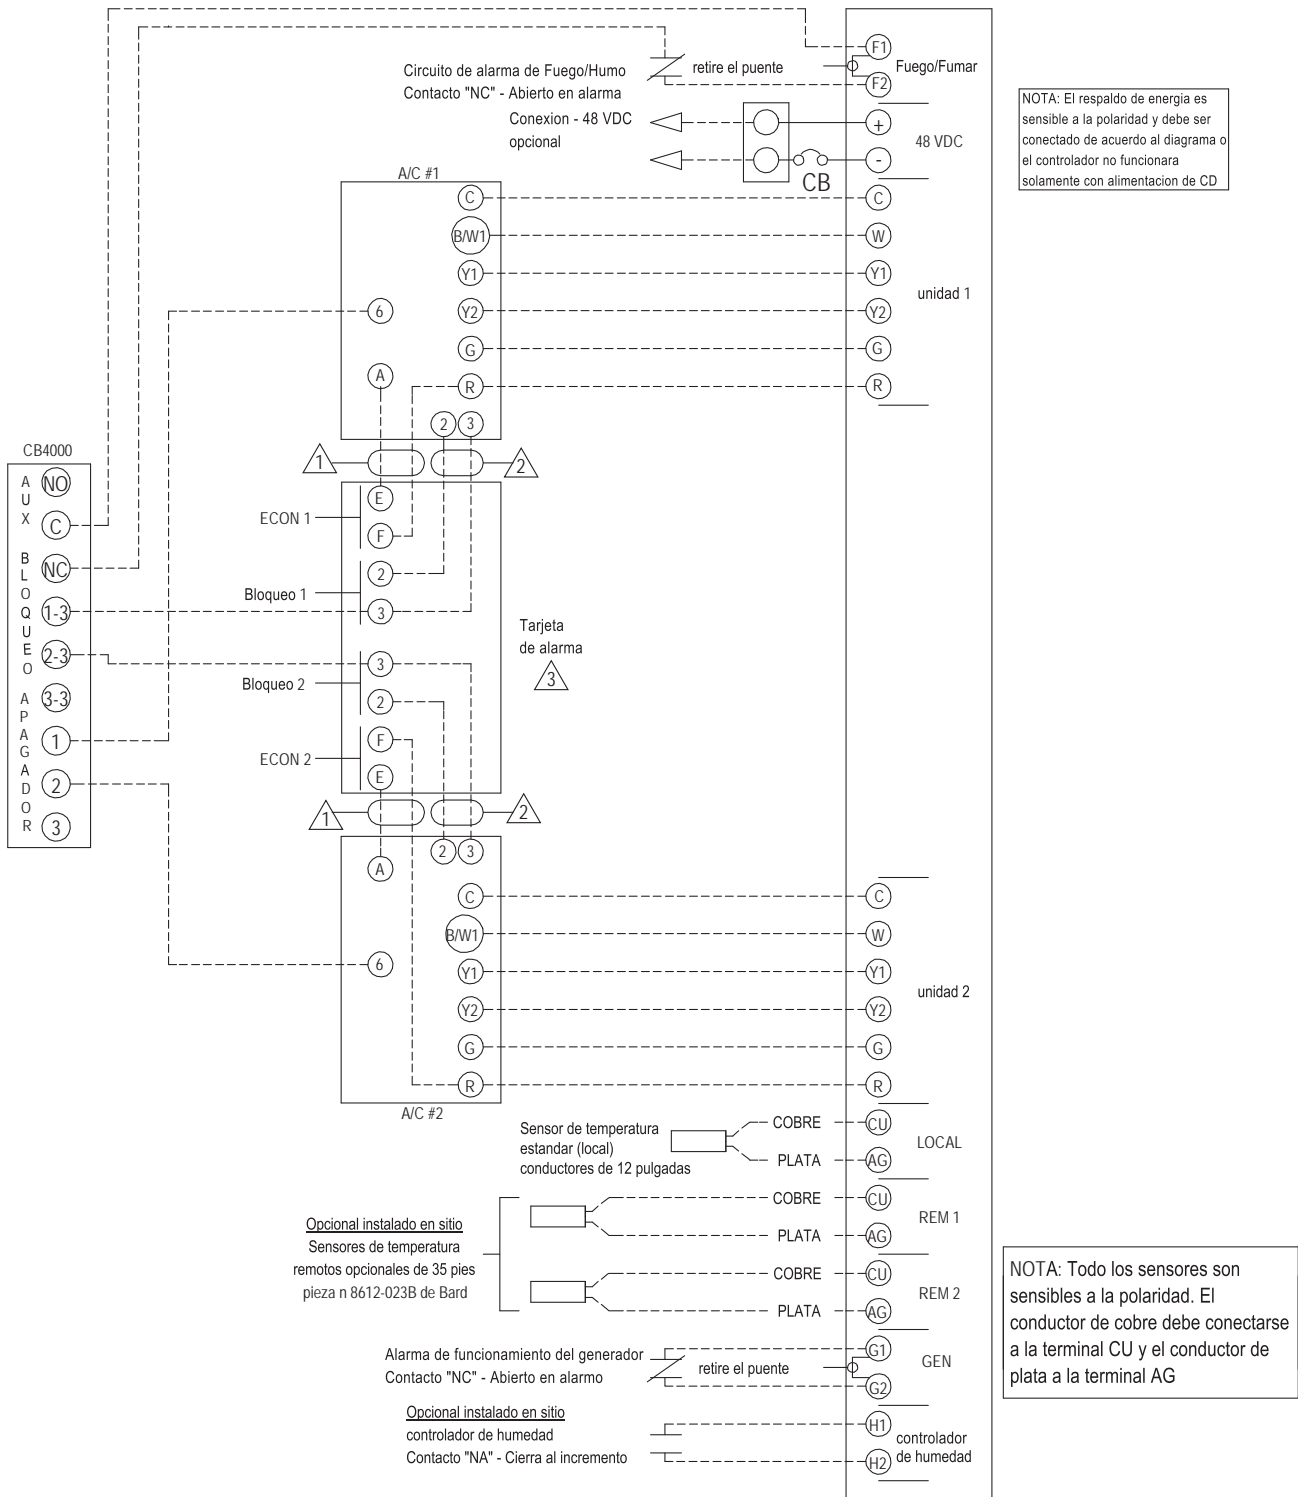 F1
Fuego/Fumar
F2
Circuito de alarma de Fuego/Humo
Contacto "NC" - Abierto en alarma
retire el puente
Conexion - 48 VDC
opcional
+
48 VDC
-
CB
NOTA: El respaldo de energia es
sensible a la polaridad y debe ser
conectado de acuerdo al diagrama o
el controlador no funcionara
solamente con alimentacion de CD
A/C #1
C
B/W1
Y1
6
Y2
G
A
R
2
3
C
W
Y1
unidad 1
Y2
G
R
CB4000
AUX
BLOQUEO
APAGADOR
NO
C
NC
1-3
2-3
3-3
1
2
3
1
2
E
ECON 1
F
2
Bloqueo 1
3
Tarjeta
de alarma
3
3
Bloqueo 2
2
F
ECON 2
E
1
2
2
3
A
C
B/W1
6
Y1
Y2
G
R
A/C #2
C
W
Y1
unidad 2
Y2
G
R
Sensor de temperatura
estandar (local)
conductores de 12 pulgadas
COBRE
CU
LOCAL
PLATA
AG
Opcional instalado en sitio
Sensores de temperatura
remotos opcionales de 35 pies
pieza n 8612-023B de Bard
COBRE
CU
REM 1
PLATA
AG
COBRE
CU
REM 2
PLATA
AG
NOTA: Todo los sensores son
sensibles a la polaridad. El
conductor de cobre debe conectarse
a la terminal CU y el conductor de
plata a la terminal AG
Alarma de funcionamiento del generador
Contacto "NC" - Abierto en alarmo
retire el puente
G1
GEN
G2
Opcional instalado en sitio
controlador de humedad
Contacto "NA" - Cierra al incremento
H1
controlador
de humedad
H2